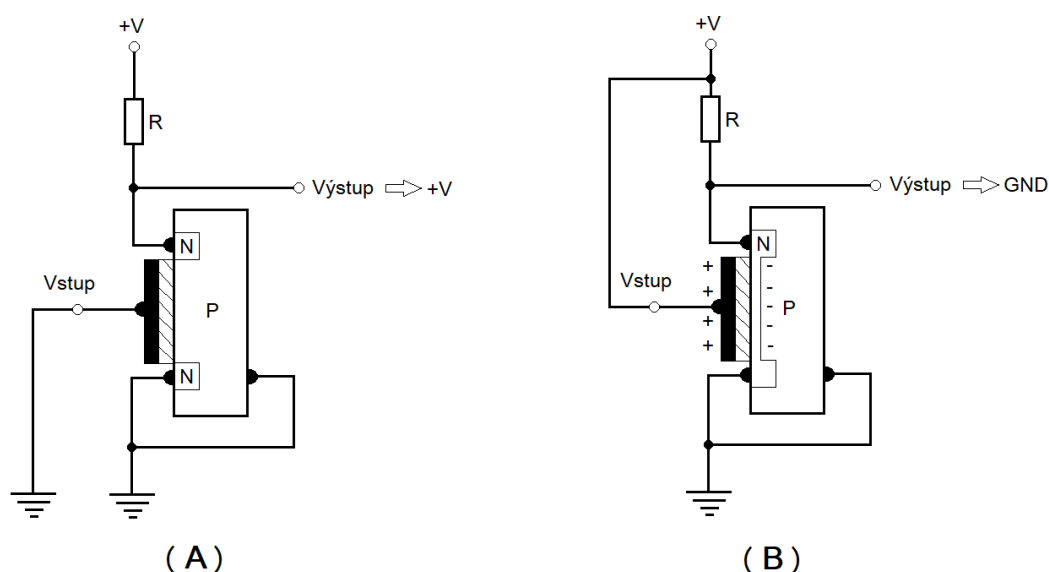 +V
R
Výstup +V
N
Vstup
P
N
( A )
+V
R
Výstup GND
N
Vstup
+ -
+ -
P
-
+ -
+ -
( B )